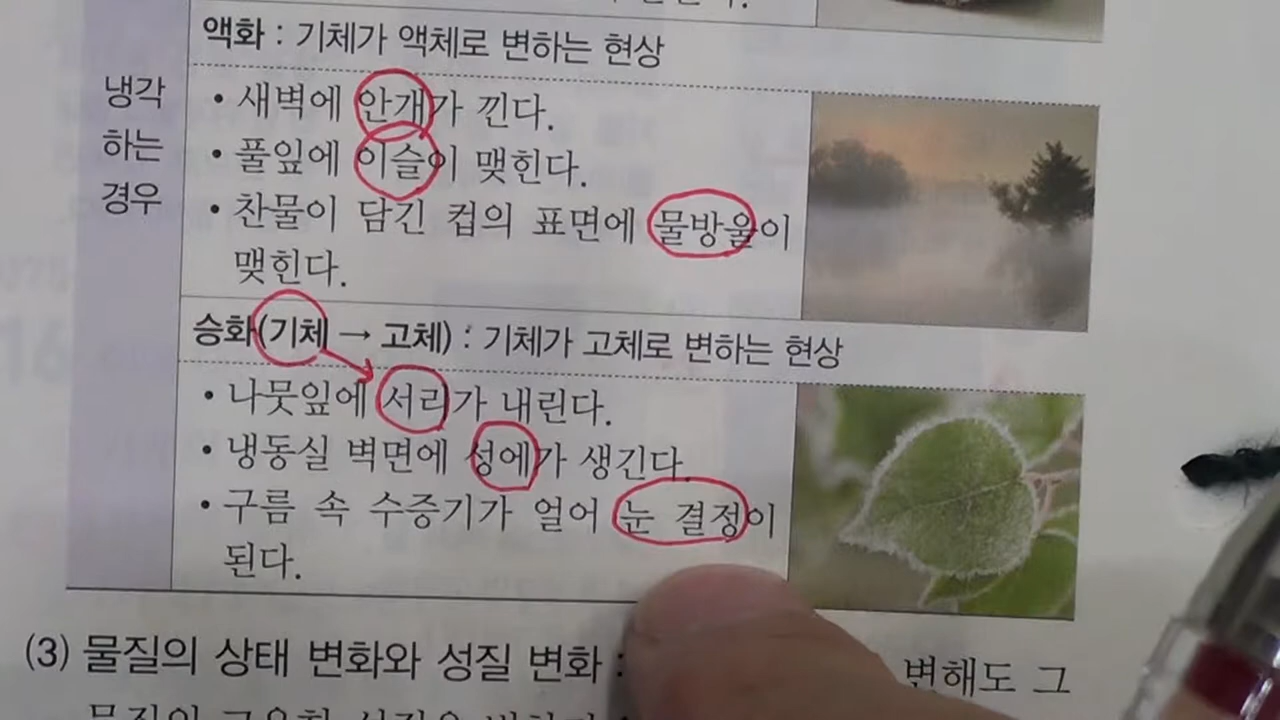 액화 : 기체가 액체로 변하는 현상
냉각
하는
경우
• 새벽에 안개가 낀다.
• 풀잎에 이슬이 맺힌다.
• 찬물이 담긴 컵의 표면에 물방울이
맺힌다.
승화(기체 → 고체) : 기체가 고체로 변하는 현상
• 나뭇잎에 서리가 내린다.
• 냉동실 벽면에 성에가 생긴다.
• 구름 속 수증기가 얼어 눈 결정이
된다.
(3) 물질의 상태 변화와 성질 변화 : 변해도 그